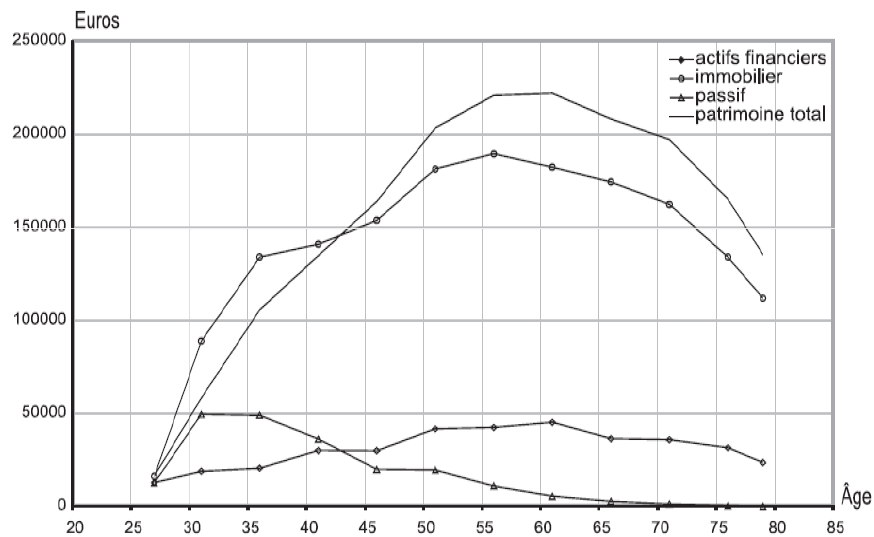 Euros
250000
200000
150000
100000
50000
0
20 25 30 35 40 45 50 55 60 65 70 75 80 85
Âge
actifs financiers
immobilier
passif
patrimoine total